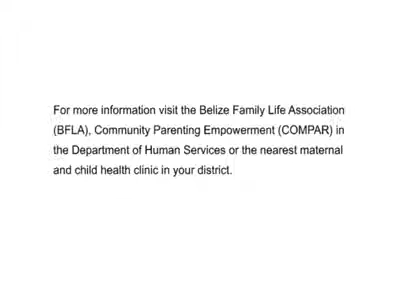 For more information visit the Belize Family Life Association
(BFLA), Community Parenting Empowerment (COMPAR) in
the Department of Human Services or the nearest maternal
and child health clinic in your district.